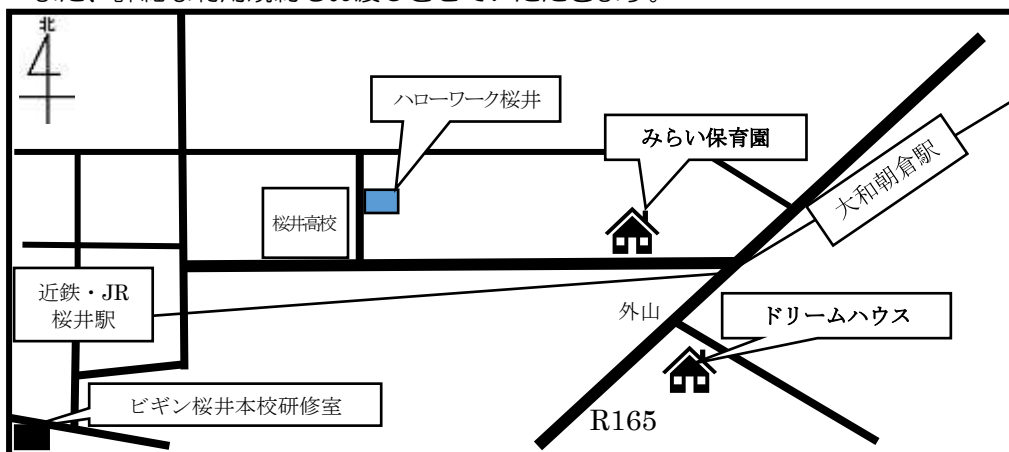 北
ハローワーク桜井
みらい保育園
大和朝倉駅
桜井高校
近鉄・JR
桜井駅
外山
ドリームハウス
ビギン桜井本校研修室
R165